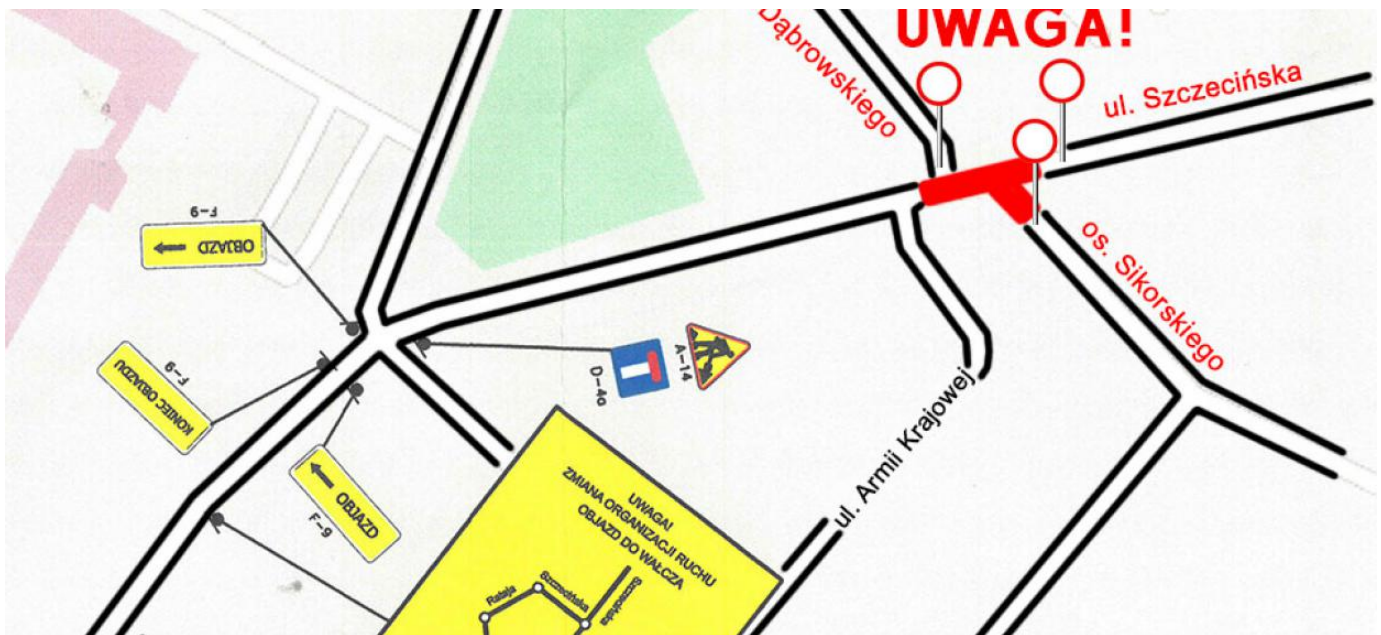 UWAGA!
Dąbrowskiego
ul. Szczecińska
os. Sikorskiego
ul. Armii Krajowej
F-9
OBJAZD
F-9
KONIEC OBJAZDU
OBJAZD
F-9
D-4a
A-14
UWAGA!
ZMIANA ORGANIZACJI RUCHU
OBJAZD DO WAŁCZA
Rataja
Szczecińska
Szczecińska